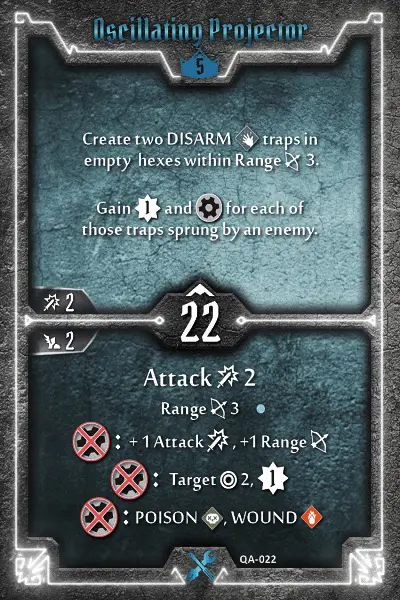 Oscillating Projector
5
Create two DISARM traps in
empty hexes within Range 3.
Gain 1 and for each of
those traps sprung by an enemy.
2
22
2
Attack 2
Range 3
: + 1 Attack , +1 Range
: Target 2, 1
: POISON , WOUND
QA-022